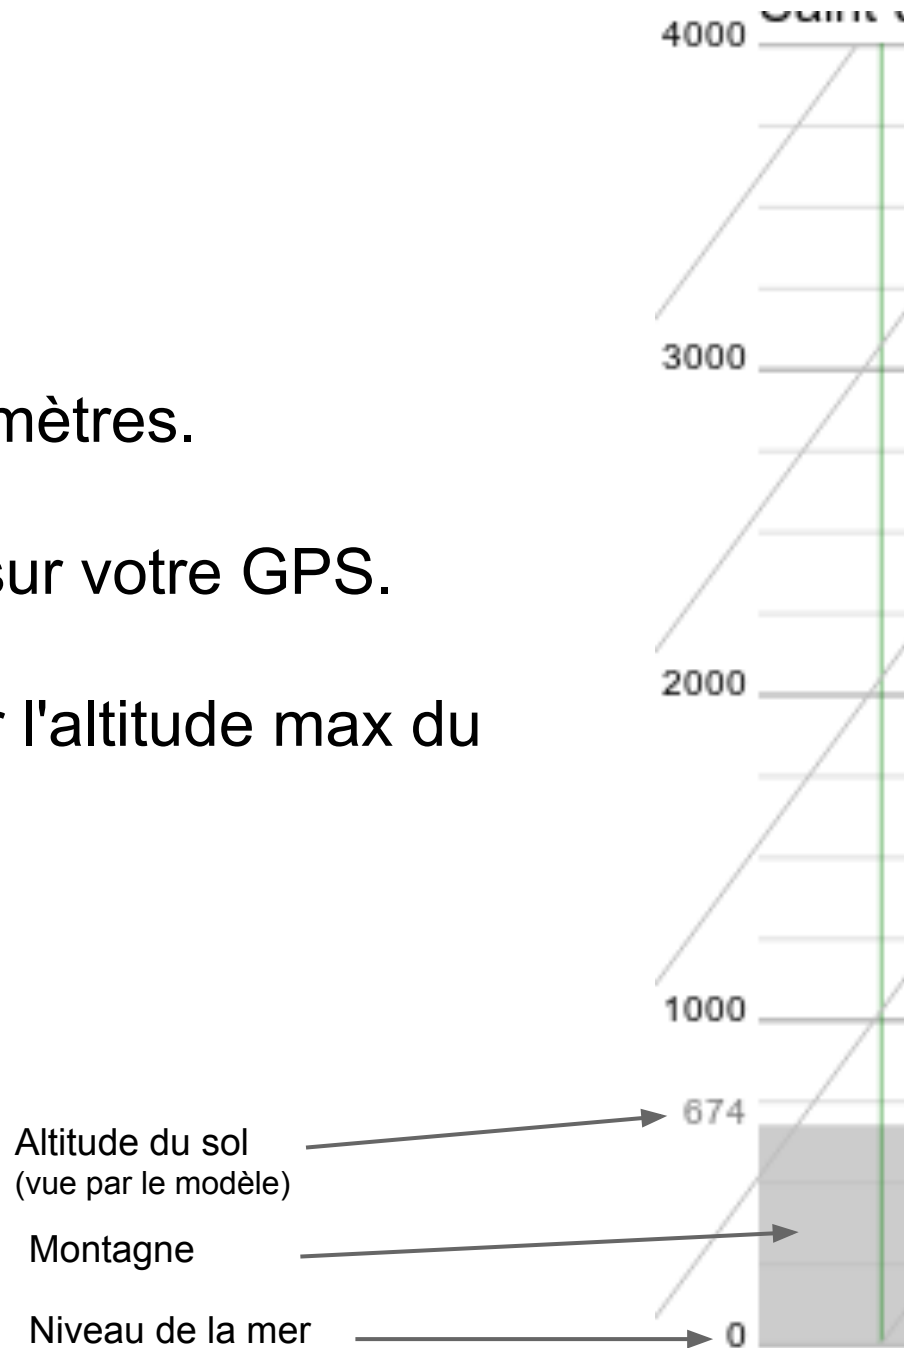 4000
3000
mètres.
sur votre GPS.
2000
l'altitude max du
1000
674
Altitude du sol
(vue par le modèle)
Montagne
Niveau de la mer
0